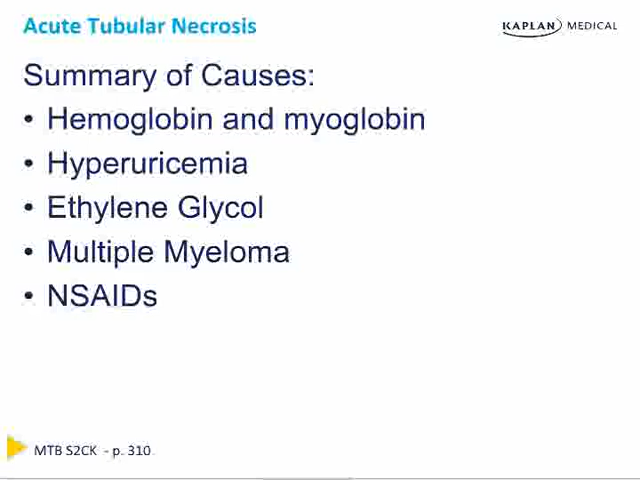 Acute Tubular Necrosis
KAPLAN MEDICAL
Summary of Causes:
• Hemoglobin and myoglobin
• Hyperuricemia
• Ethylene Glycol
• Multiple Myeloma
• NSAIDs
MTB S2CK - p. 310